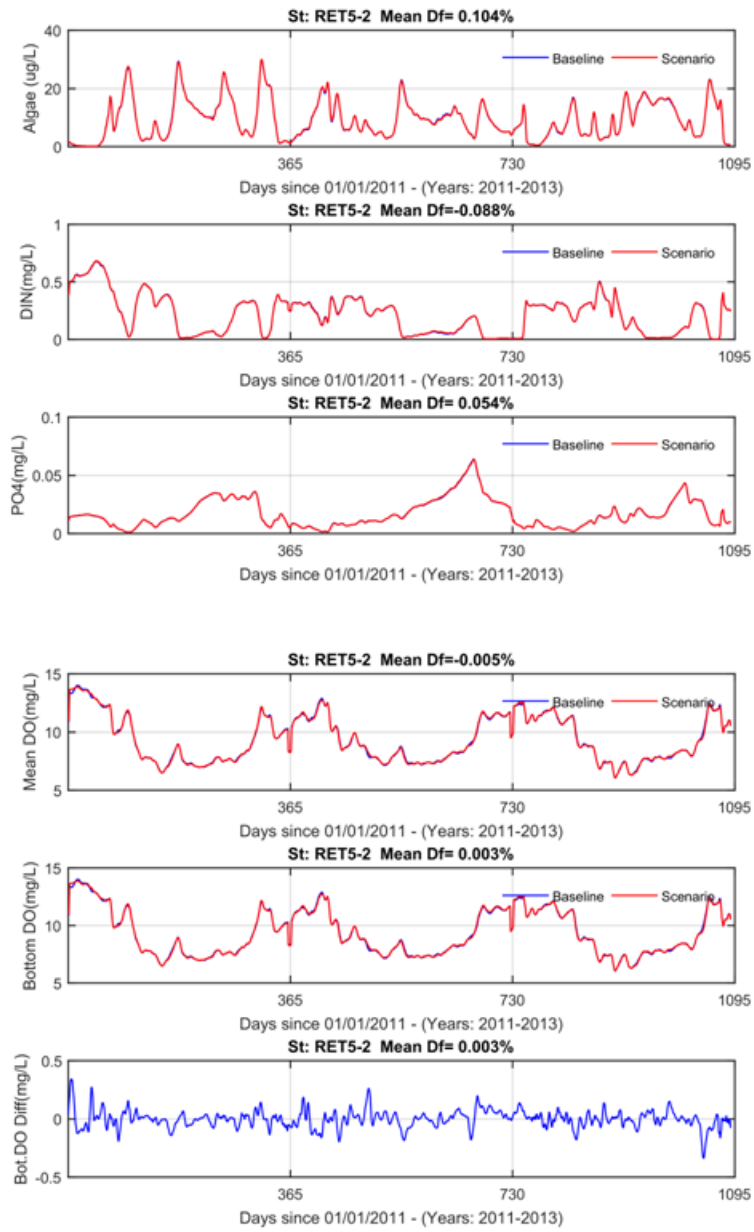 St: RET5-2 Mean Df= 0.104%
Algae (ug/L)
40
20
0
Baseline Scenario
365 730 1095
Days since 01/01/2011 - (Years: 2011-2013)
St: RET5-2 Mean Df=-0.088%
DIN(mg/L)
1
0.5
0
Baseline Scenario
365 730 1095
Days since 01/01/2011 - (Years: 2011-2013)
St: RET5-2 Mean Df= 0.054%
PO4(mg/L)
0.1
0.05
0
Baseline Scenario
365 730 1095
Days since 01/01/2011 - (Years: 2011-2013)
St: RET5-2 Mean Df=-0.005%
Mean DO(mg/L)
15
10
5
Baseline Scenario
365 730 1095
Days since 01/01/2011 - (Years: 2011-2013)
St: RET5-2 Mean Df= 0.003%
Bottom DO(mg/L)
15
10
5
Baseline Scenario
365 730 1095
Days since 01/01/2011 - (Years: 2011-2013)
St: RET5-2 Mean Df= 0.003%
Bot.DO Diff(mg/L)
0.5
0
-0.5
365 730 1095
Days since 01/01/2011 - (Years: 2011-2013)